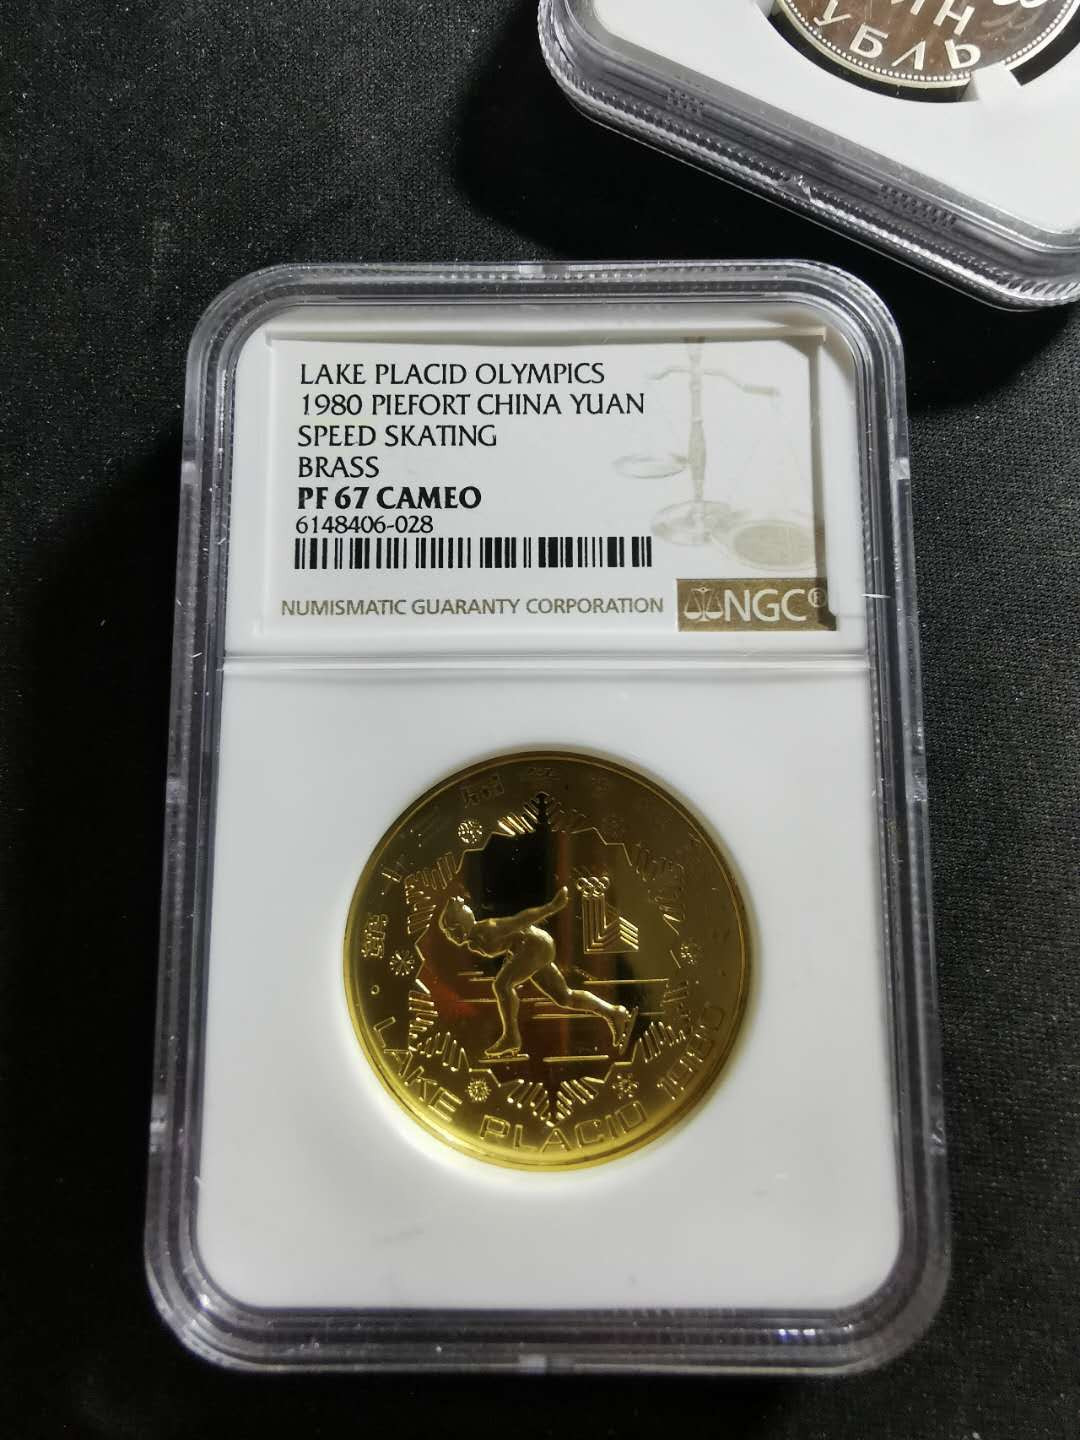 ИН
УБЛЬ
LAKE PLACID OLYMPICS
1980 PIEFORT CHINA YUAN
SPEED SKATING
BRASS
PF 67 CAMEO
6148406-028
NUMISMATIC GUARANTY CORPORATION
NGC®
LAKE PLACID 1980